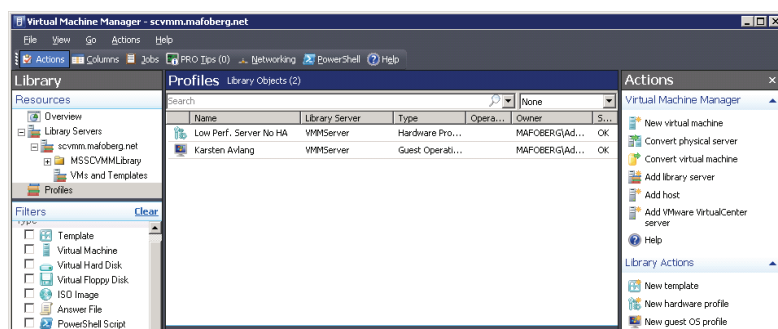 Virtual Machine Manager - scvmm.mafoberg.net
File View Go Actions Help
Actions Columns Jobs PRO Tips (0) Networking PowerShell Help
Library
Resources
Overview
Library Servers
scvmm.mafoberg.net
MSSCVMMLibrary
VMs and Templates
Profiles
Filters Clear
Type
Template
Virtual Machine
Virtual Hard Disk
Virtual Floppy Disk
ISO Image
Answer File
PowerShell Script
Profiles Library Objects (2)
Search None
Name Library Server Type Opera... Owner S...
Low Perf. Server No HA VMMServer Hardware Pro... MAFOBERG\Ad... OK
Karsten Avlang VMMServer Guest Operati... MAFOBERG\Ad... OK
Actions
Virtual Machine Manager
New virtual machine
Convert physical server
Convert virtual machine
Add library server
Add host
Add VMware VirtualCenter
server
Help
Library Actions
New template
New hardware profile
New guest OS profile